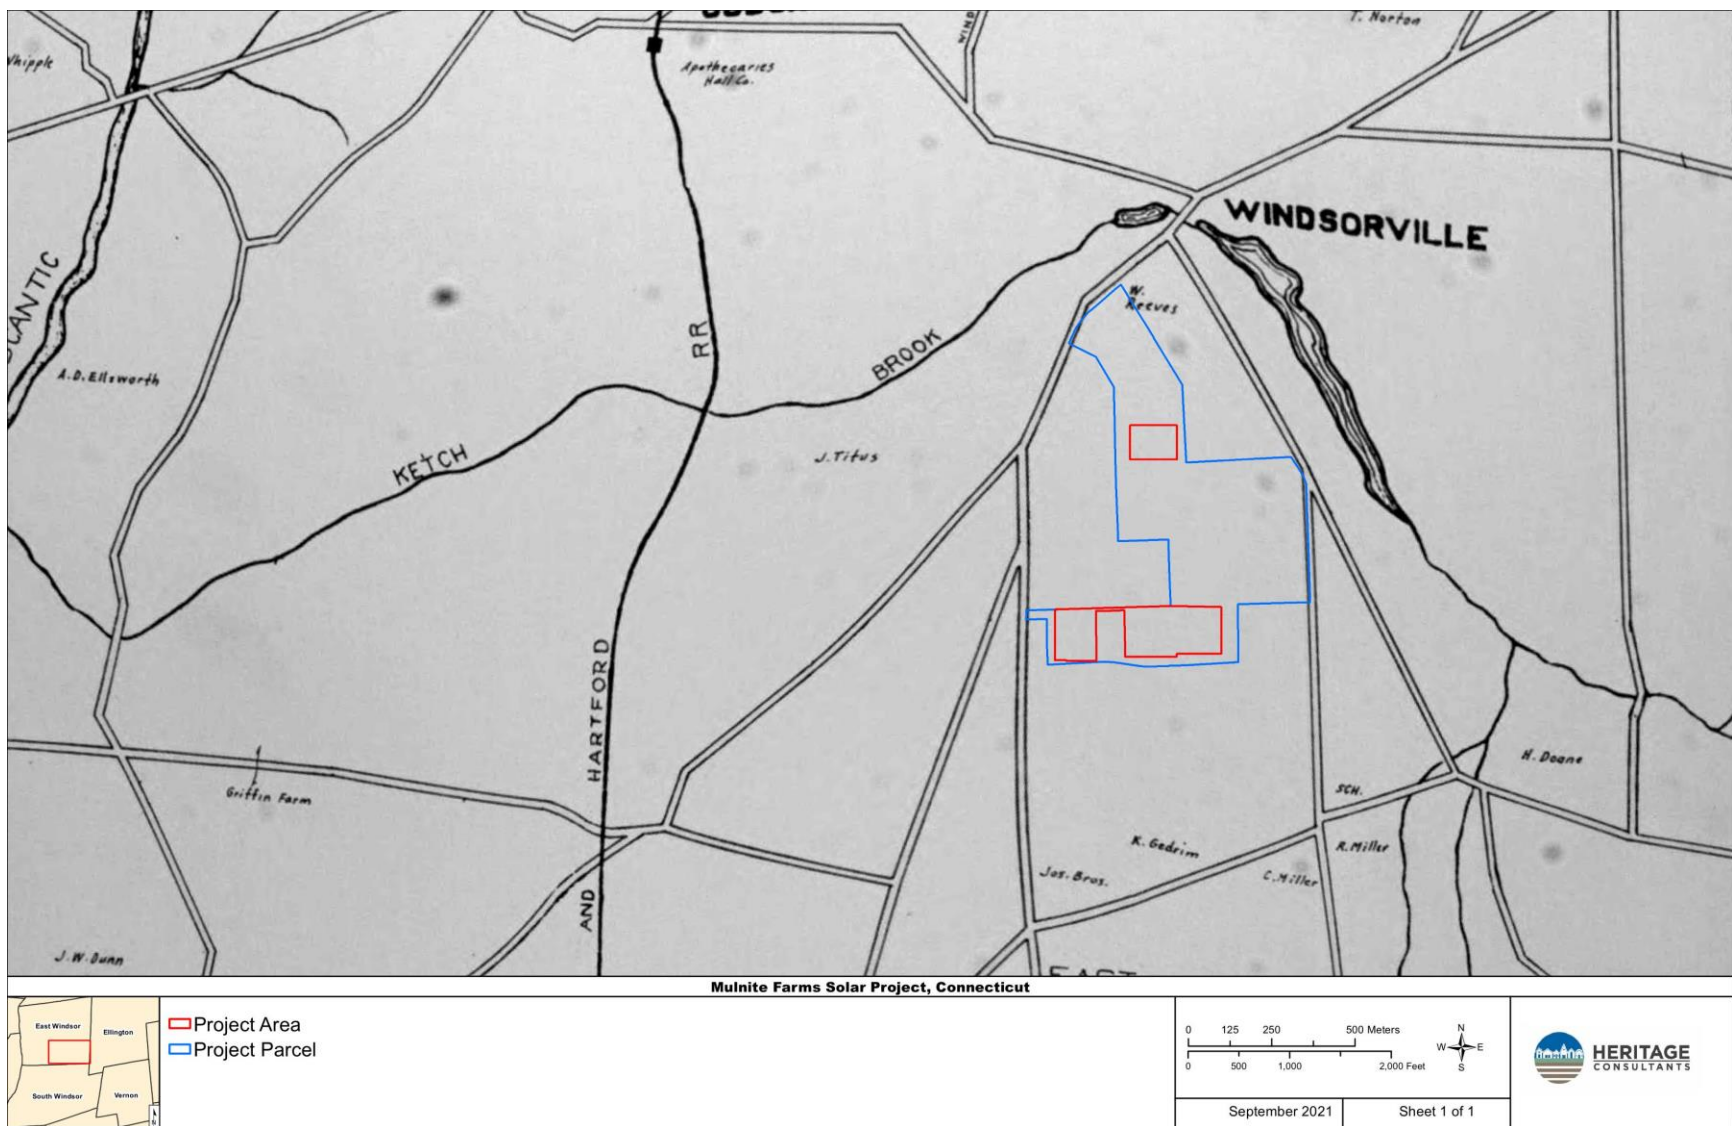 WIND
T. Norton
Whipple
Apothecaries
Hall Co.
WINDSORVILLE
W.
Reeves
RR
BROOK
A.D. Ellsworth
J. Titus
KETCH
HARTFORD
Griffin Farm
H. Doane
SCH.
K. Gedrim
R. Miller
Jos. Bros.
C. Miller
AND
J.W. Dunn
Mulnite Farms Solar Project, Connecticut
East Windsor
Ellington
South Windsor
Vernon
Project Area
Project Parcel
0 125 250 500 Meters
0 500 1,000 2,000 Feet
N
W E
S
HERITAGE
CONSULTANTS
September 2021
Sheet 1 of 1